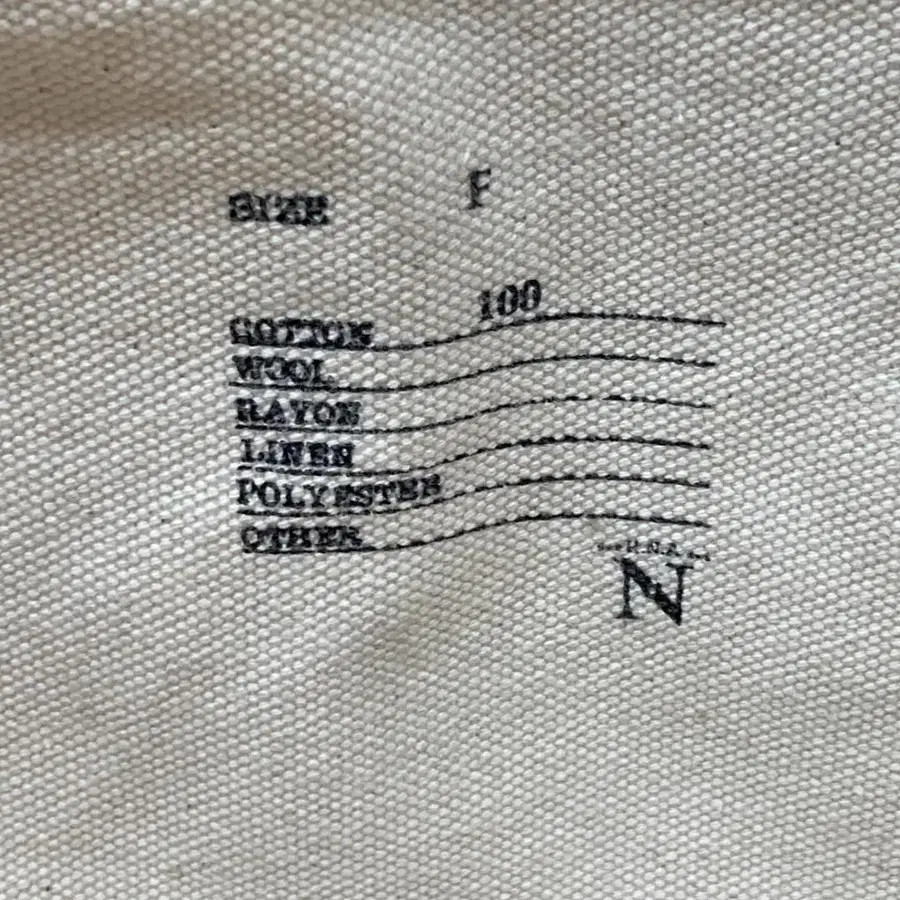 SIZE F
COTTON 100
WOOL
RAYON
LINEN
POLYESTER
OTHER
N